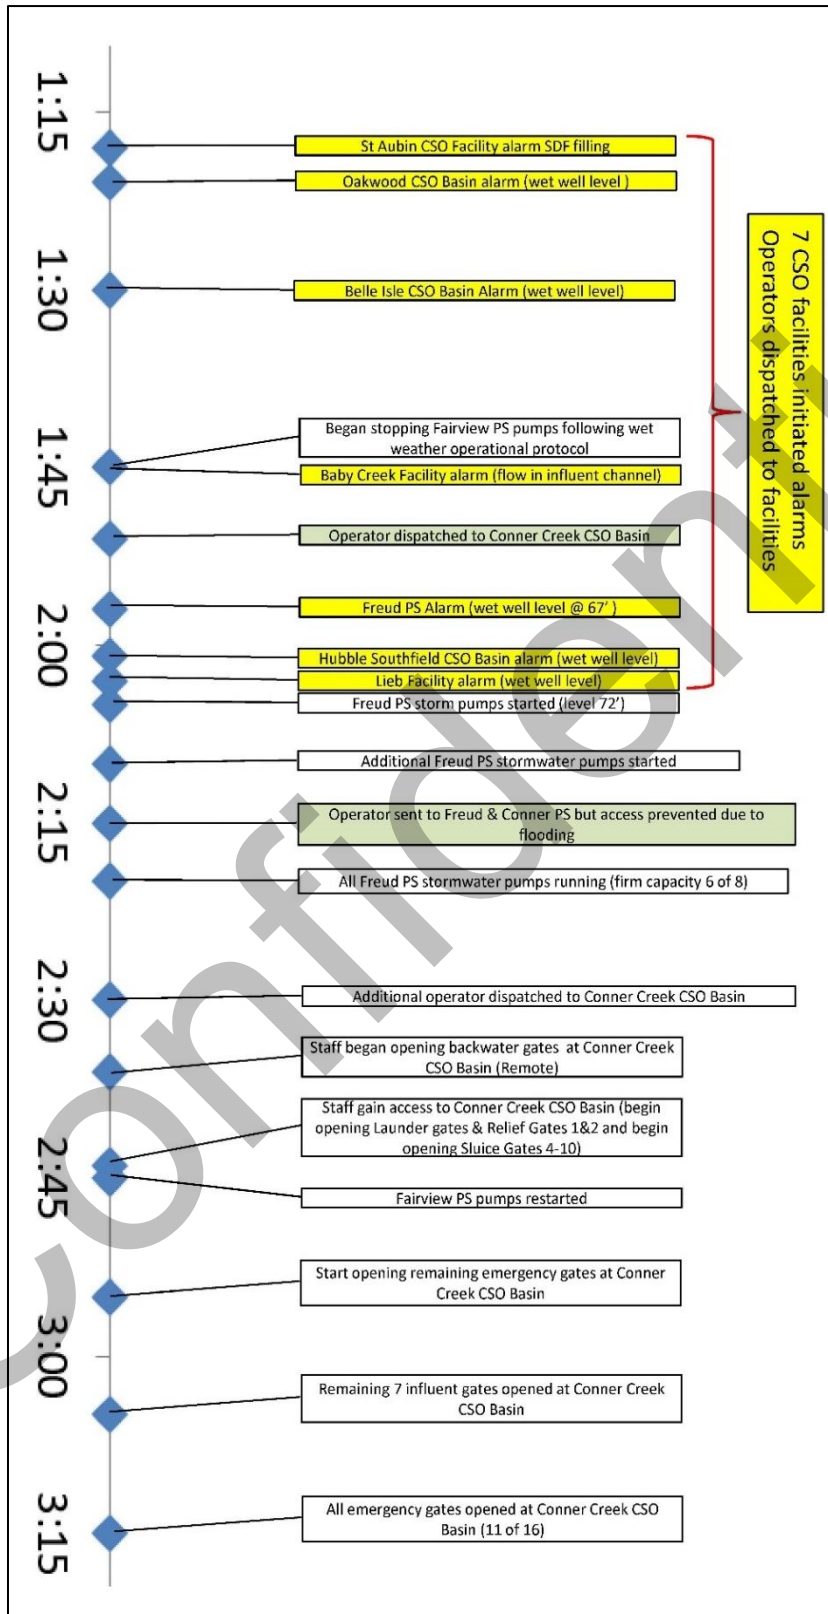 1:15
St Aubin CSO Facility alarm SDF filling
Oakwood CSO Basin alarm (wet well level )
7 CSO facilities initiated alarms
Operators dispatched to facilities
1:30
Belle Isle CSO Basin Alarm (wet well level)
1:45
Began stopping Fairview PS pumps following wet
weather operational protocol
Baby Creek Facility alarm (flow in influent channel)
Operator dispatched to Conner Creek CSO Basin
Freud PS Alarm (wet well level @ 67' )
2:00
Hubble Southfield CSO Basin alarm (wet well level)
Lieb Facility alarm (wet well level)
Freud PS storm pumps started (level 72')
Additional Freud PS stormwater pumps started
2:15
Operator sent to Freud & Conner PS but access prevented due to
flooding
All Freud PS stormwater pumps running (firm capacity 6 of 8)
2:30
Additional operator dispatched to Conner Creek CSO Basin
Staff began opening backwater gates at Conner Creek
CSO Basin (Remote)
2:45
Staff gain access to Conner Creek CSO Basin (begin
opening Launder gates & Relief Gates 1&2 and begin
opening Sluice Gates 4-10)
Fairview PS pumps restarted
Start opening remaining emergency gates at Conner
Creek CSO Basin
3:00
Remaining 7 influent gates opened at Conner Creek
CSO Basin
3:15
All emergency gates opened at Conner Creek CSO
Basin (11 of 16)
Confidenti